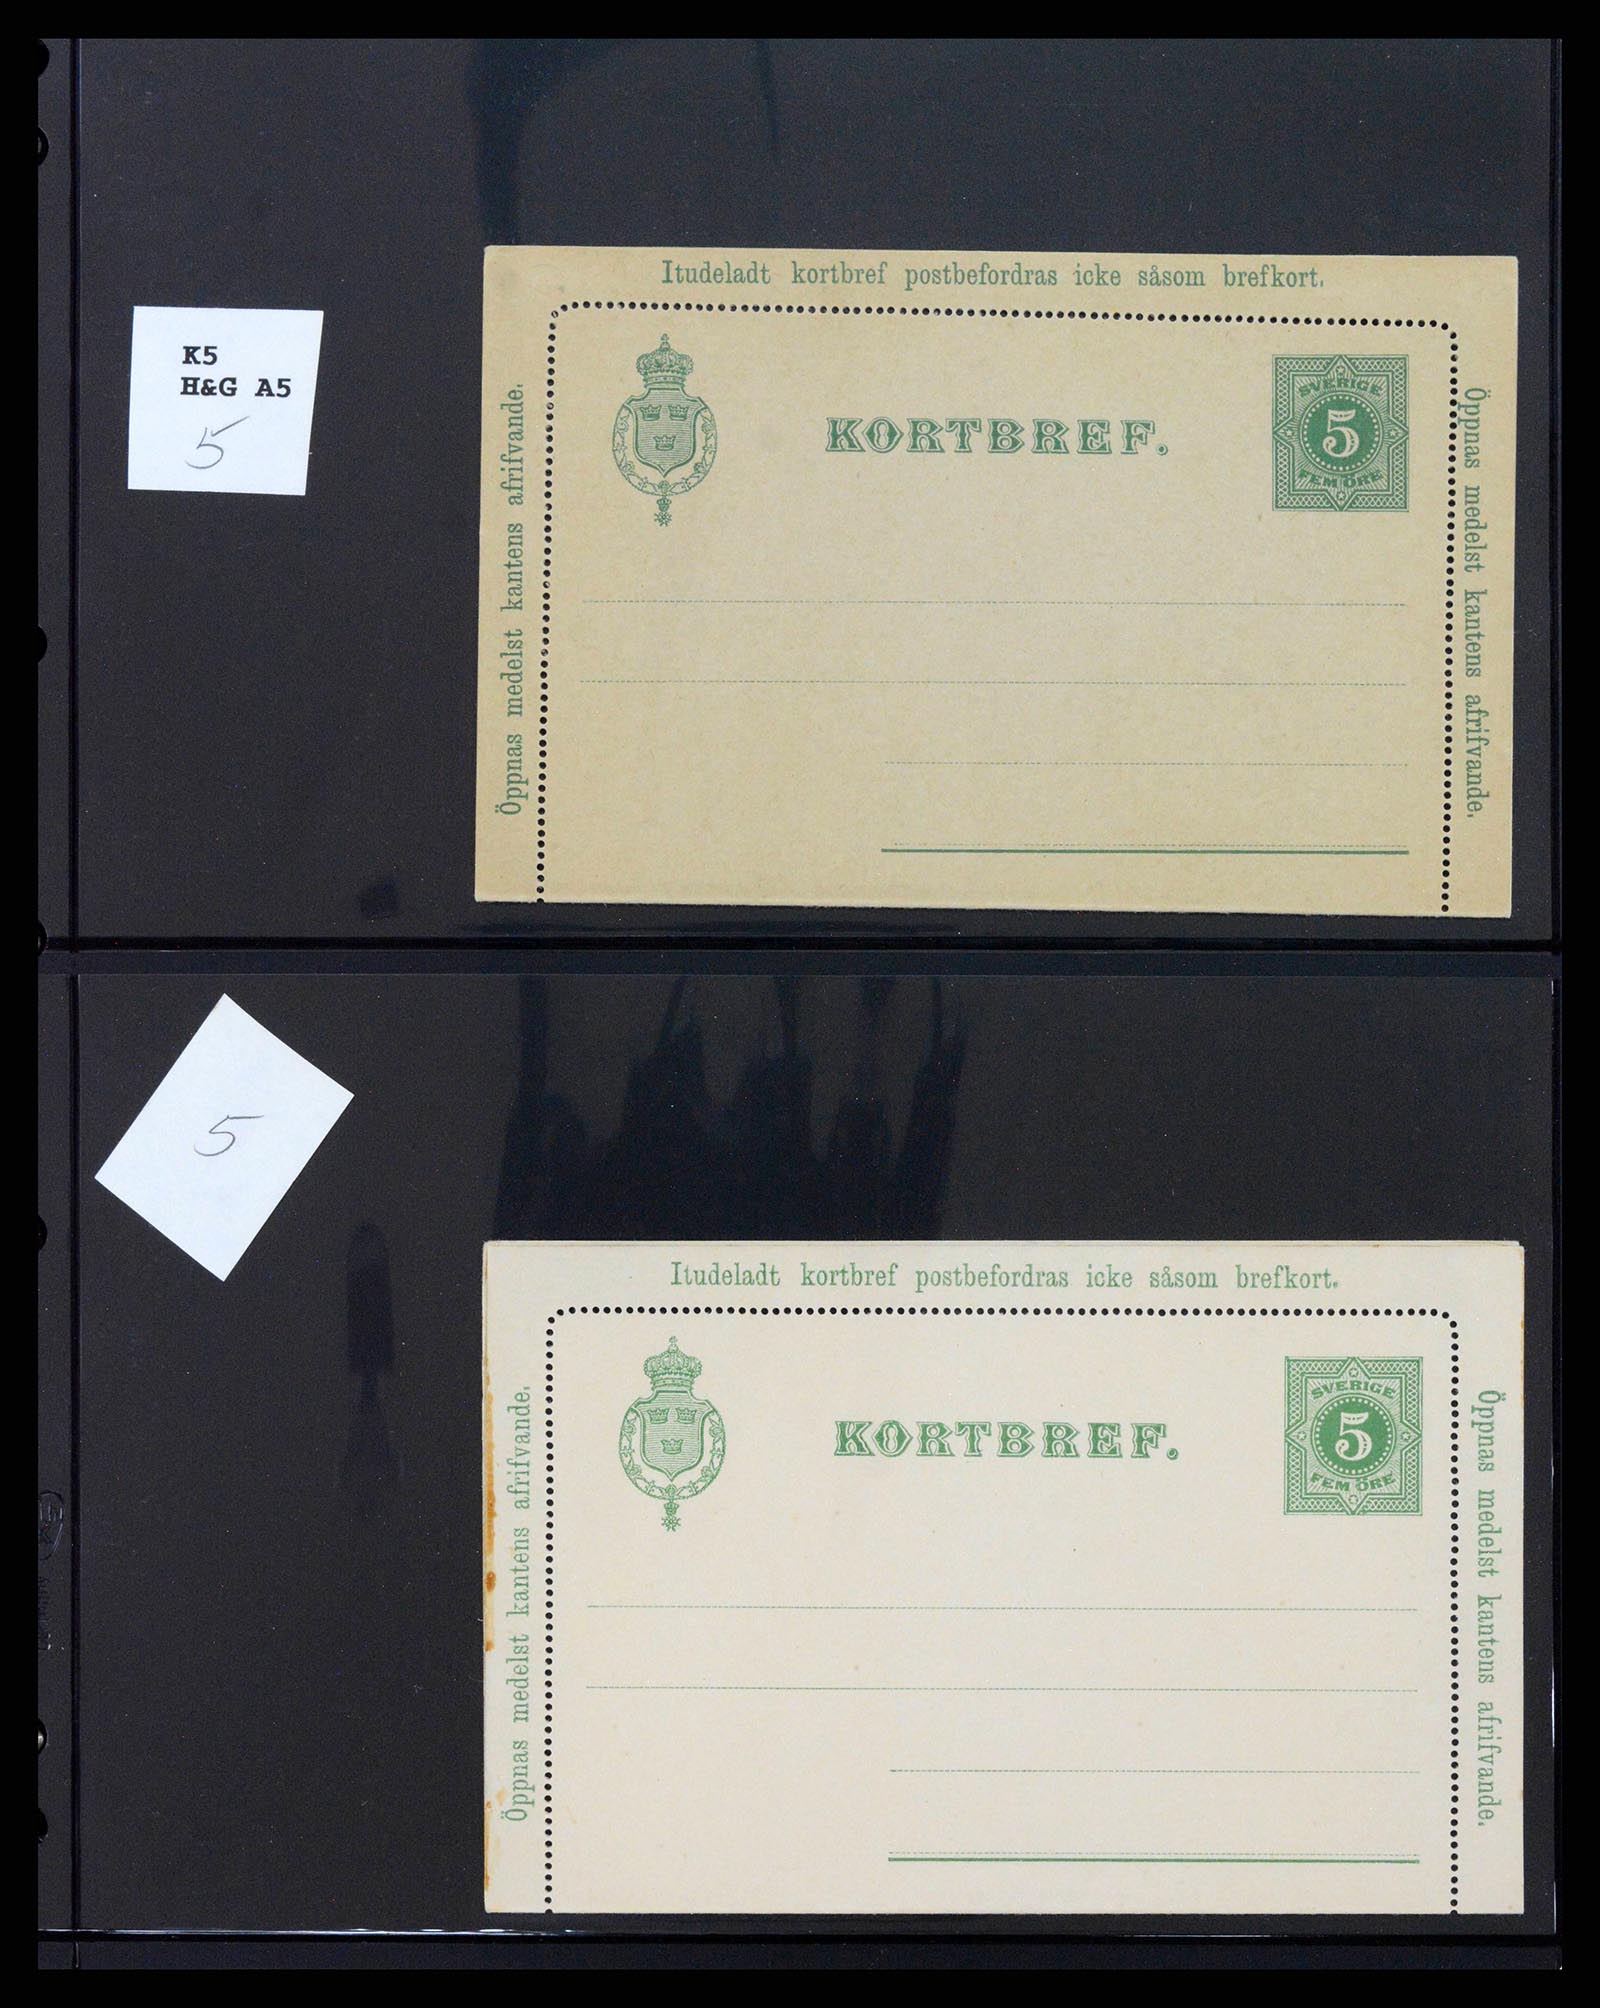 Itudeladt kortbref postbefordras icke såsom brefkort.
K5
H&G A5
5
Öppnas medelst kantens afrifvande.
KORTBREF.
SVERIGE
5
FEM ÖRE
Öppnas medelst kantens afrifvande.
5
Itudeladt kortbref postbefordras icke såsom brefkort.
Öppnas medelst kantens afrifvande.
KORTBREF.
SVERIGE
5
FEM ÖRE
Öppnas medelst kantens afrifvande.